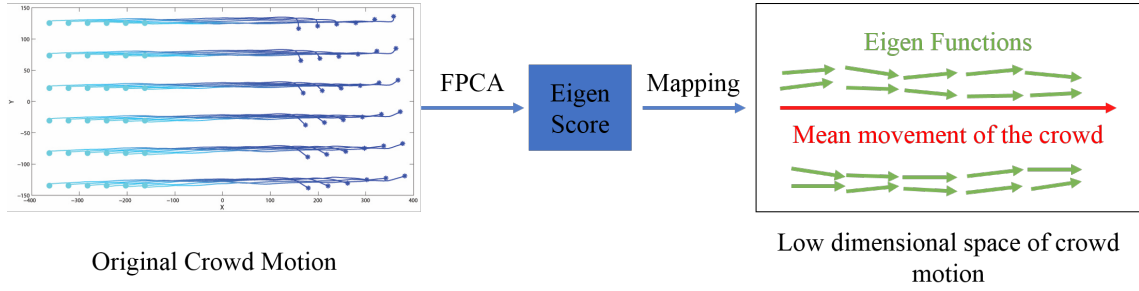 150
100
50
0
-50
-100
-150
-400
-300
-200
-100
0
100
200
300
400
Y
X
Original Crowd Motion
FPCA
Eigen
Score
Mapping
Eigen Functions
Mean movement of the crowd
Low dimensional space of crowd
motion